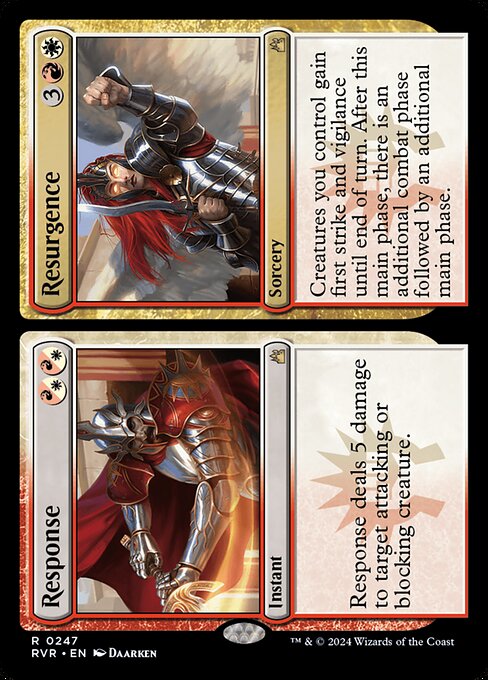 Response
Instant
Response deals 5 damage
to target attacking or
blocking creature.
Resurgence
3
Sorcery
Creatures you control gain
first strike and vigilance
until end of turn. After this
main phase, there is an
additional combat phase
followed by an additional
main phase.
R 0247
RVR • EN DAARKEN
™ & © 2024 Wizards of the Coast